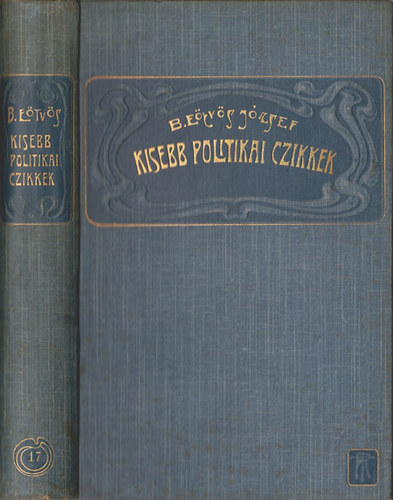 B. EÖTVÖS
KISEBB
POLITIKAI
CZIKKEK
17
B. EÖTVÖS JÓZSEF
KISEBB POLITIKAI CZIKKEK